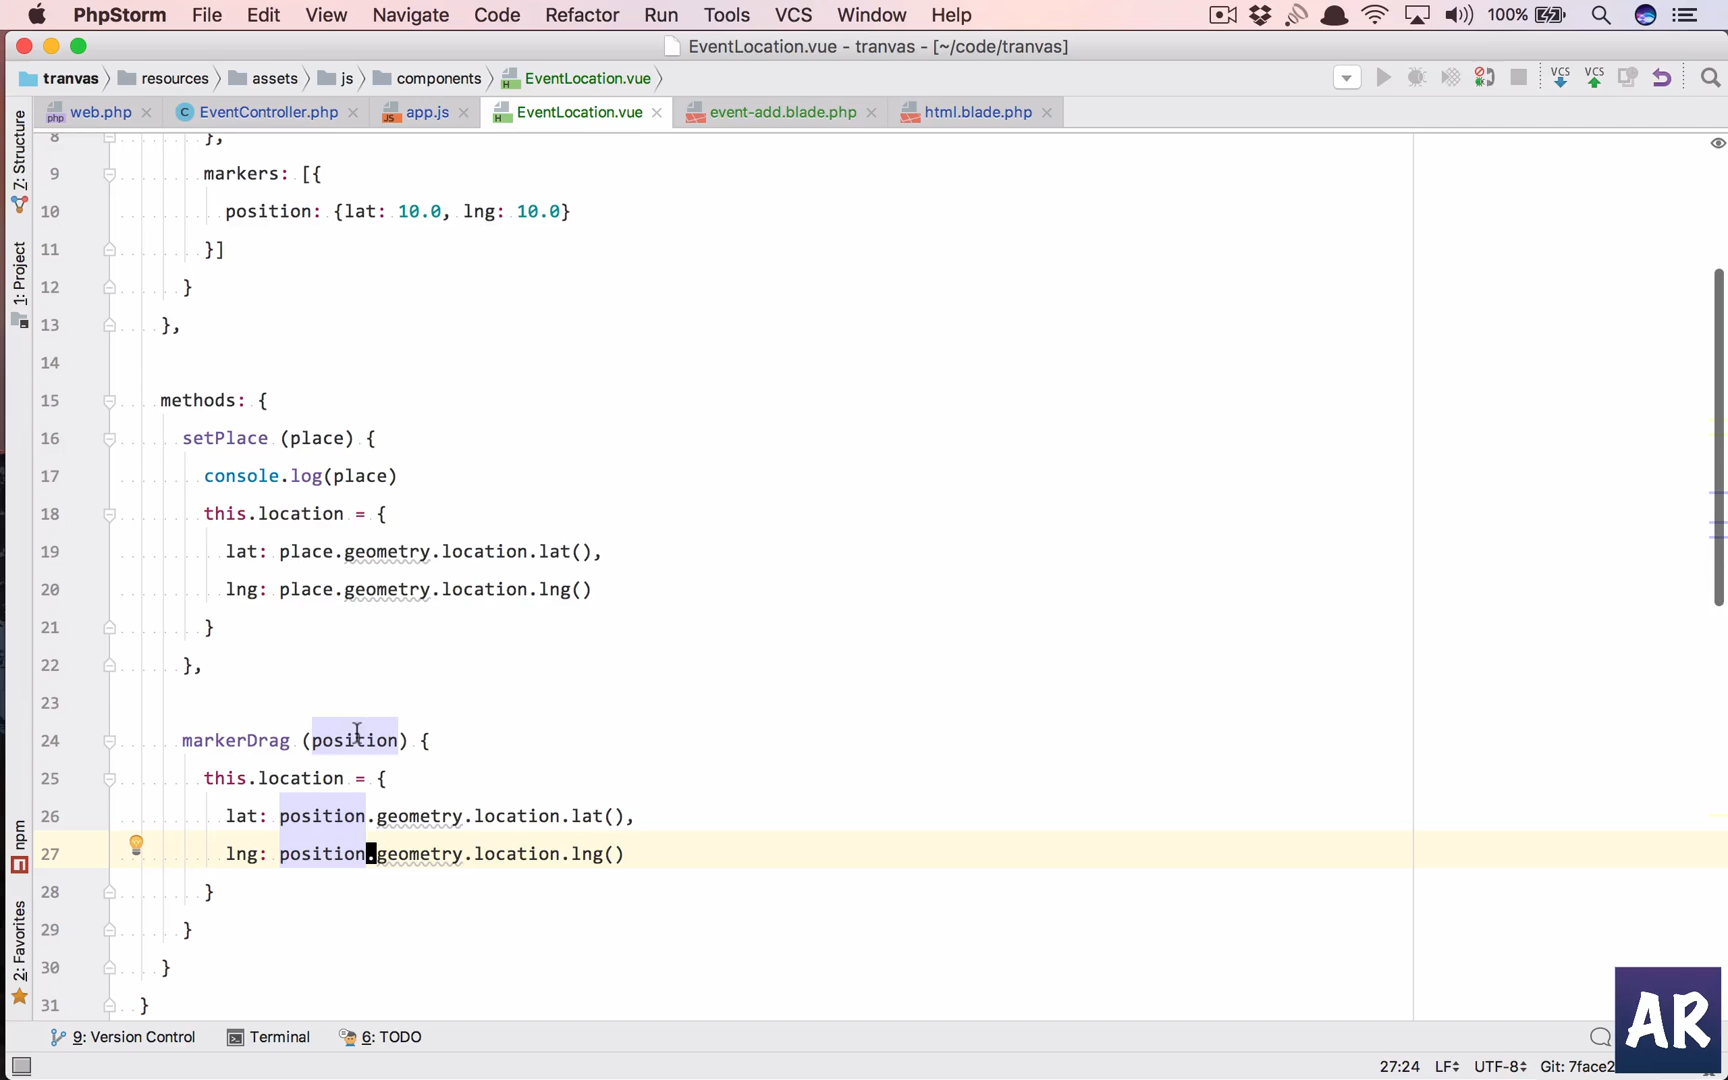 PhpStorm File Edit View Navigate Code Refactor Run Tools VCS Window Help 100%
EventLocation.vue - tranvas - [~/code/tranvas]
tranvas resources assets js components EventLocation.vue VCS VCS
web.php EventController.php app.js EventLocation.vue event-add.blade.php html.blade.php
7: Structure
1: Project
npm
2: Favorites
8 },
9 markers: [{
10 position: {lat: 10.0, lng: 10.0}
11 }]
12 }
13 },
14
15 methods: {
16 setPlace (place) {
17 console.log(place)
18 this.location = {
19 lat: place.geometry.location.lat(),
20 lng: place.geometry.location.lng()
21 }
22 },
23
24 markerDrag (position) {
25 this.location = {
26 lat: position.geometry.location.lat(),
27 lng: position.geometry.location.lng()
28 }
29 }
30 }
31 }
9: Version Control Terminal 6: TODO
27:24 LF UTF-8 Git: 7face2
AR